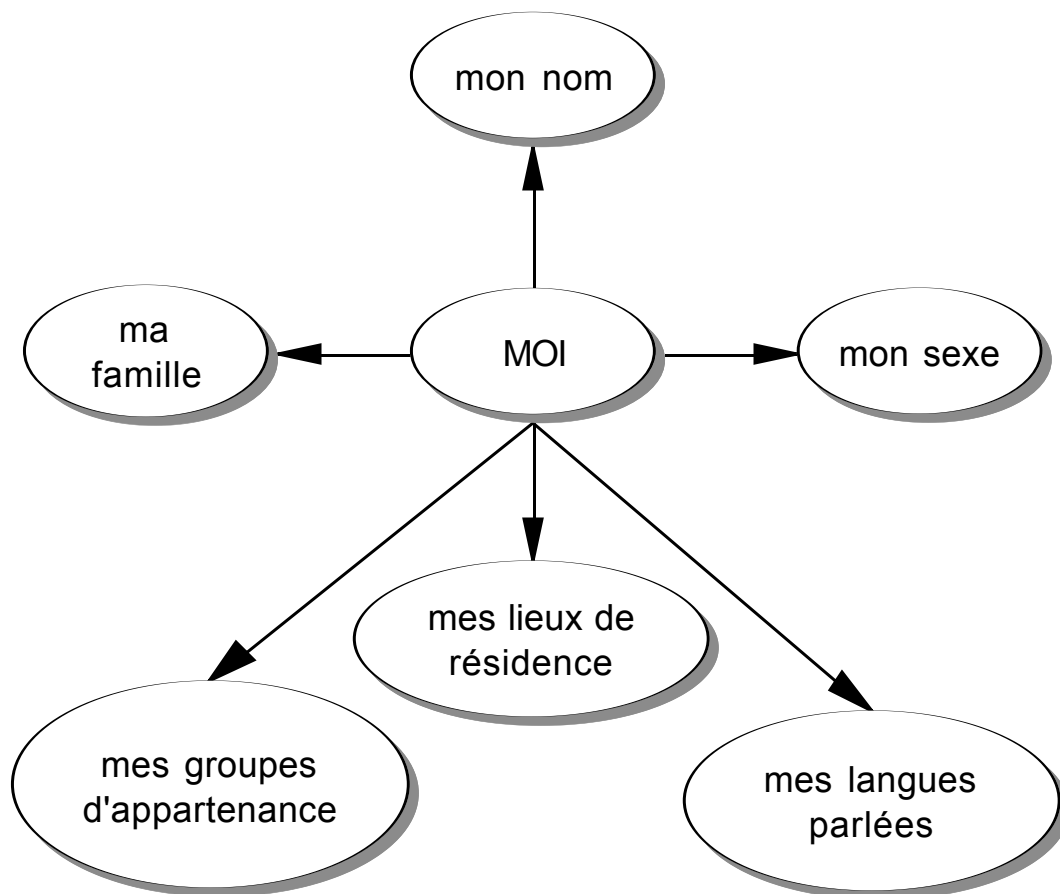 mon nom
ma
famille
MOI
mon sexe
mes lieux de
résidence
mes groupes
d'appartenance
mes langues
parlées